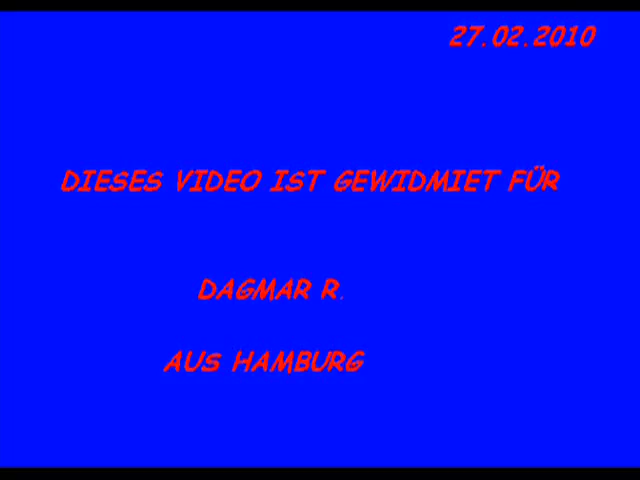 27.02.2010
DIESES VIDEO IST GEWIDMIET FÜR
DAGMAR R.
AUS HAMBURG